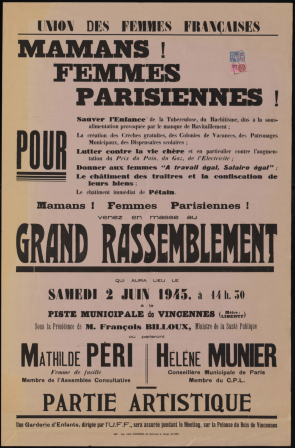 UNION DES FEMMES FRANÇAISES
MAMANS !
FEMMES
PARISIENNES !
POUR
Sauver l'Enfance de la Tuberculose, du Rachitisme, dus à la sous-
alimentation provoquée par le manque de Ravitaillement ;
La création des Crèches gratuites, des Colonies de Vacances, des Patronages
Municipaux, des Dispensaires scolaires ;
Lutter contre la vie chère et en particulier contre l'augmen-
tation du Prix du Pain, du Gaz, de l'Electricité ;
Donner aux femmes "A travail égal, Salaire égal" ;
Le châtiment des traîtres et la confiscation de
leurs biens ;
Le châtiment immédiat de Pétain.
Mamans ! Femmes Parisiennes !
venez en masse au
GRAND RASSEMBLEMENT
QUI AURA LIEU LE
SAMEDI 2 JUIN 1945, à 14 h. 30
à la
PISTE MUNICIPALE de VINCENNES (Métro : LIBERTÉ)
Sous la Présidence de M. François BILLOUX, Ministre de la Santé Publique
où parleront
MATHILDE PÉRI
Femme de fusillé
Membre de l'Assemblée Consultative
HÉLÈNE MUNIER
Conseillère Municipale de Paris
Membre du C.P.L.
PARTIE ARTISTIQUE
Une Garderie d'Enfants, dirigée par l'U.F.F., sera assurée pendant le Meeting, sur la Pelouse du Bois de Vincennes